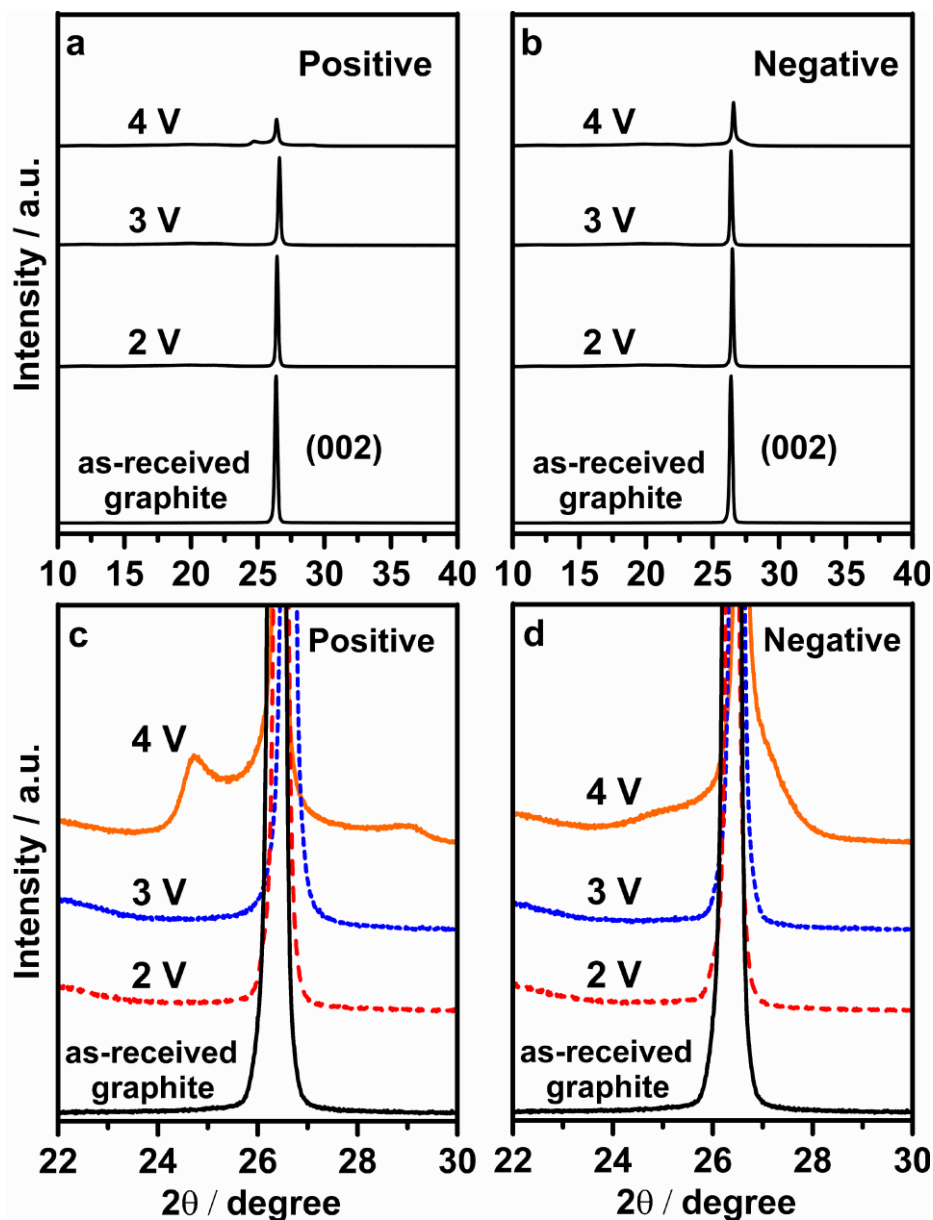 a
Positive
4 V
3 V
2 V
(002)
as-received
graphite
10 15 20 25 30 35 40
b
Negative
4 V
3 V
2 V
(002)
as-received
graphite
10 15 20 25 30 35 40
Intensity / a.u.
c
Positive
4 V
3 V
2 V
as-received
graphite
22 24 26 28 30
2θ / degree
d
Negative
4 V
3 V
2 V
as-received
graphite
22 24 26 28 30
2θ / degree
Intensity / a.u.